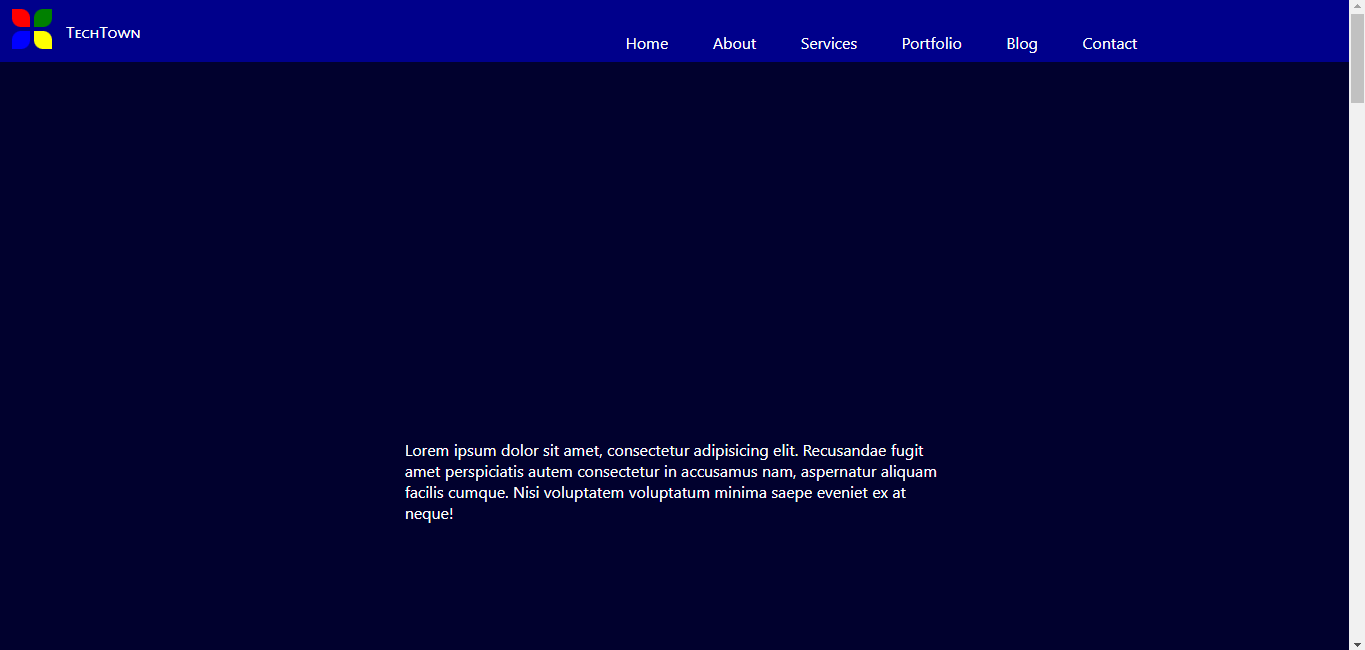 TechTown
Home About Services Portfolio Blog Contact
Lorem ipsum dolor sit amet, consectetur adipisicing elit. Recusandae fugit
amet perspiciatis autem consectetur in accusamus nam, aspernatur aliquam
facilis cumque. Nisi voluptatem voluptatum minima saepe eveniet ex at
neque!